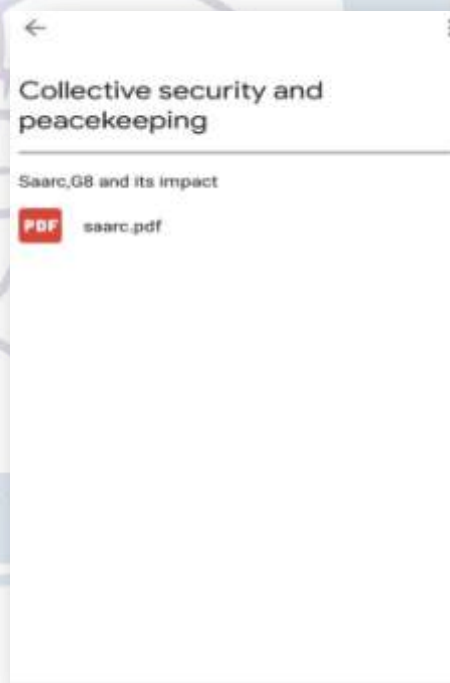 Collective security and
peacekeeping
Saarc,G8 and its impact
PDF saarc.pdf